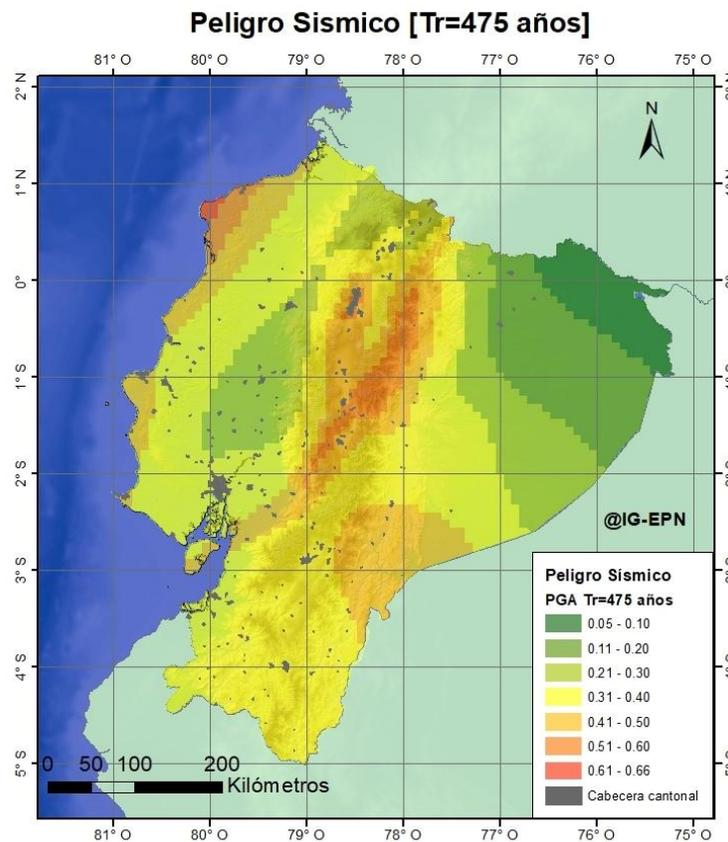 Peligro Sismico [Tr=475 años]
81° O 80° O 79° O 78° O 77° O 76° O 75° O
2° N
1° N
0°
1° S
2° S
3° S
4° S
5° S
N
@IG-EPN
Peligro Sísmico
PGA Tr=475 años
0.05 - 0.10
0.11 - 0.20
0.21 - 0.30
0.31 - 0.40
0.41 - 0.50
0.51 - 0.60
0.61 - 0.66
Cabecera cantonal
0 50 100 200
Kilómetros
81° O 80° O 79° O 78° O 77° O 76° O 75° O